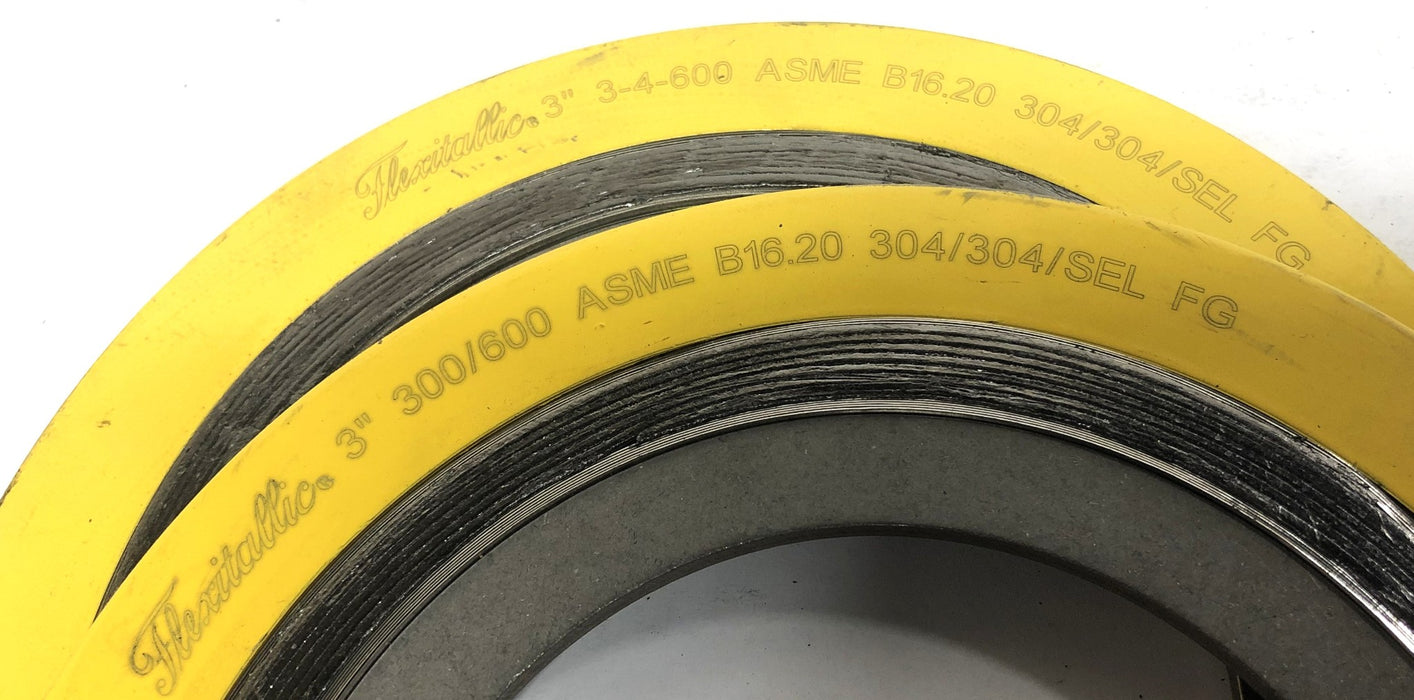 Flexitallic® 3" 3-4-600 ASME B16.20 304/304/SEL FG
Flexitallic® 3" 300/600 ASME B16.20 304/304/SEL FG